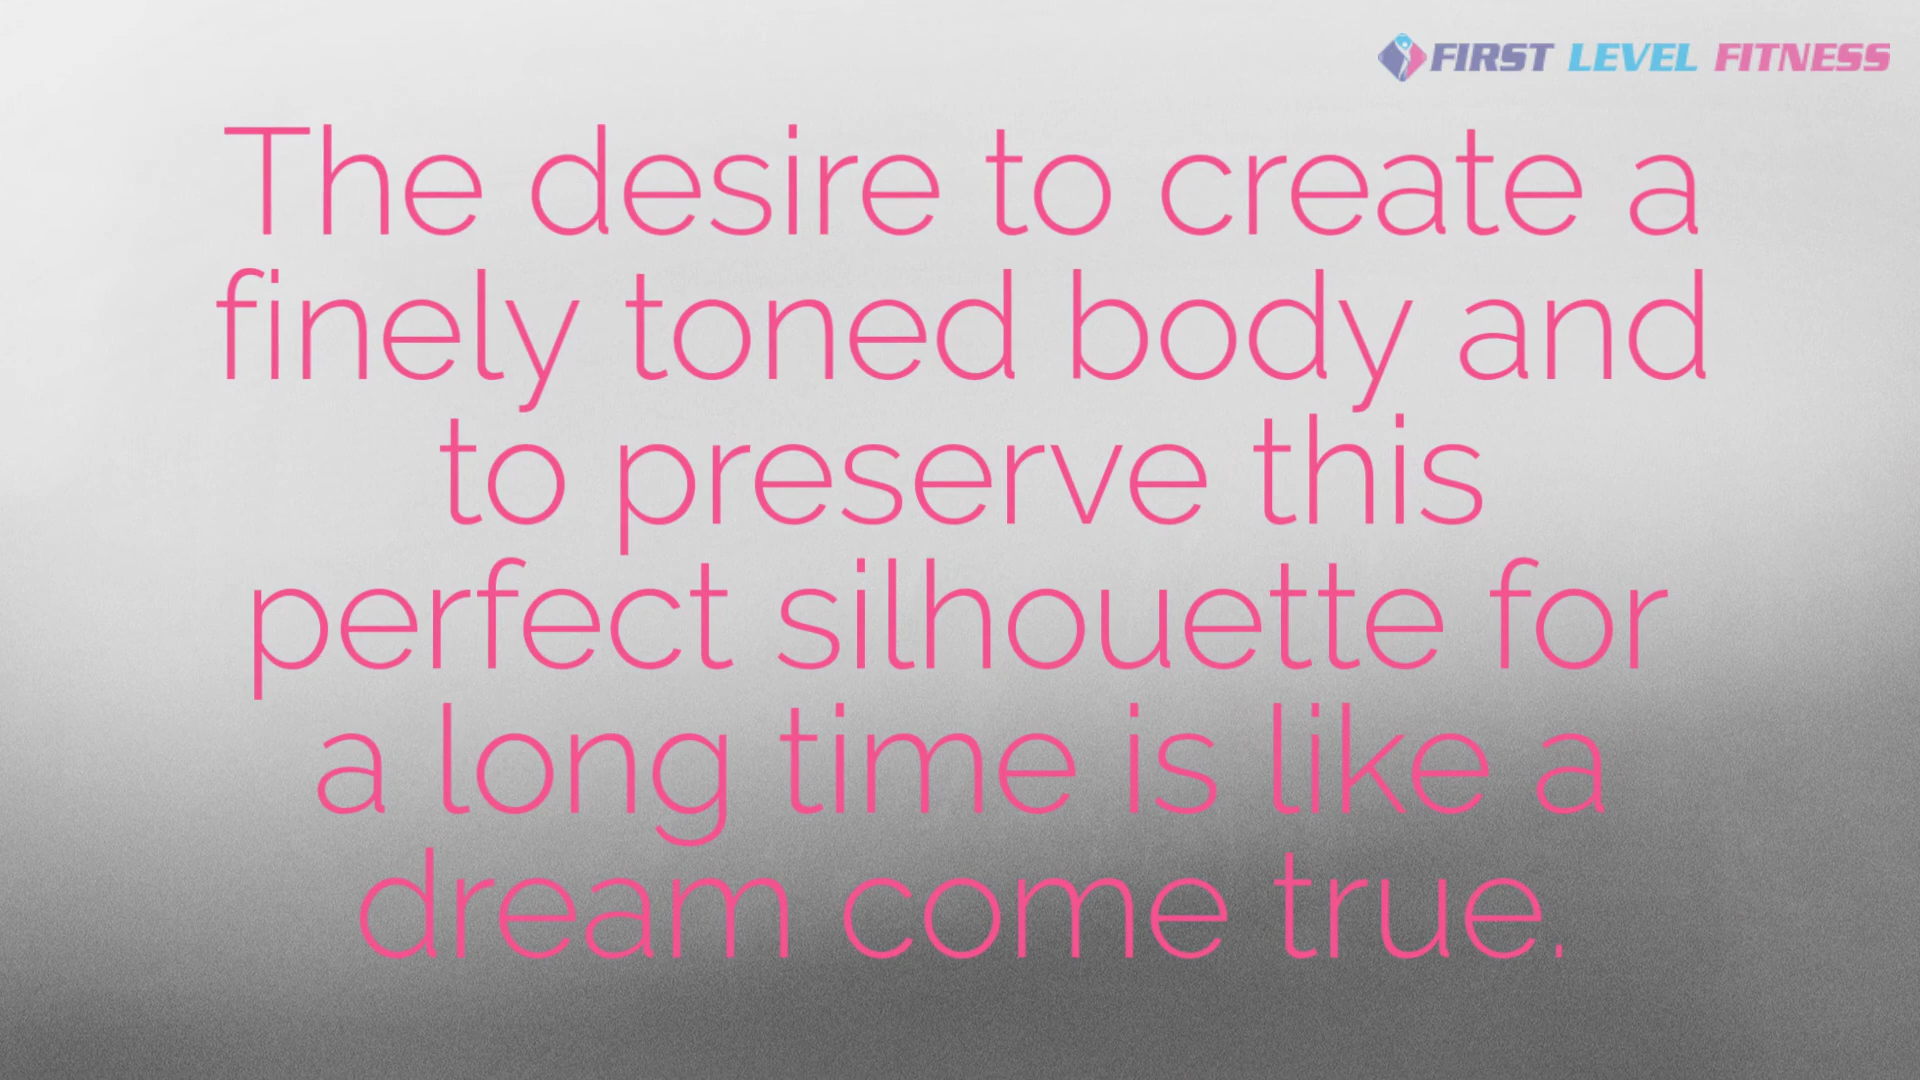 FIRST LEVEL FITNESS
The desire to create a
finely toned body and
to preserve this
perfect silhouette for
a long time is like a
dream come true.